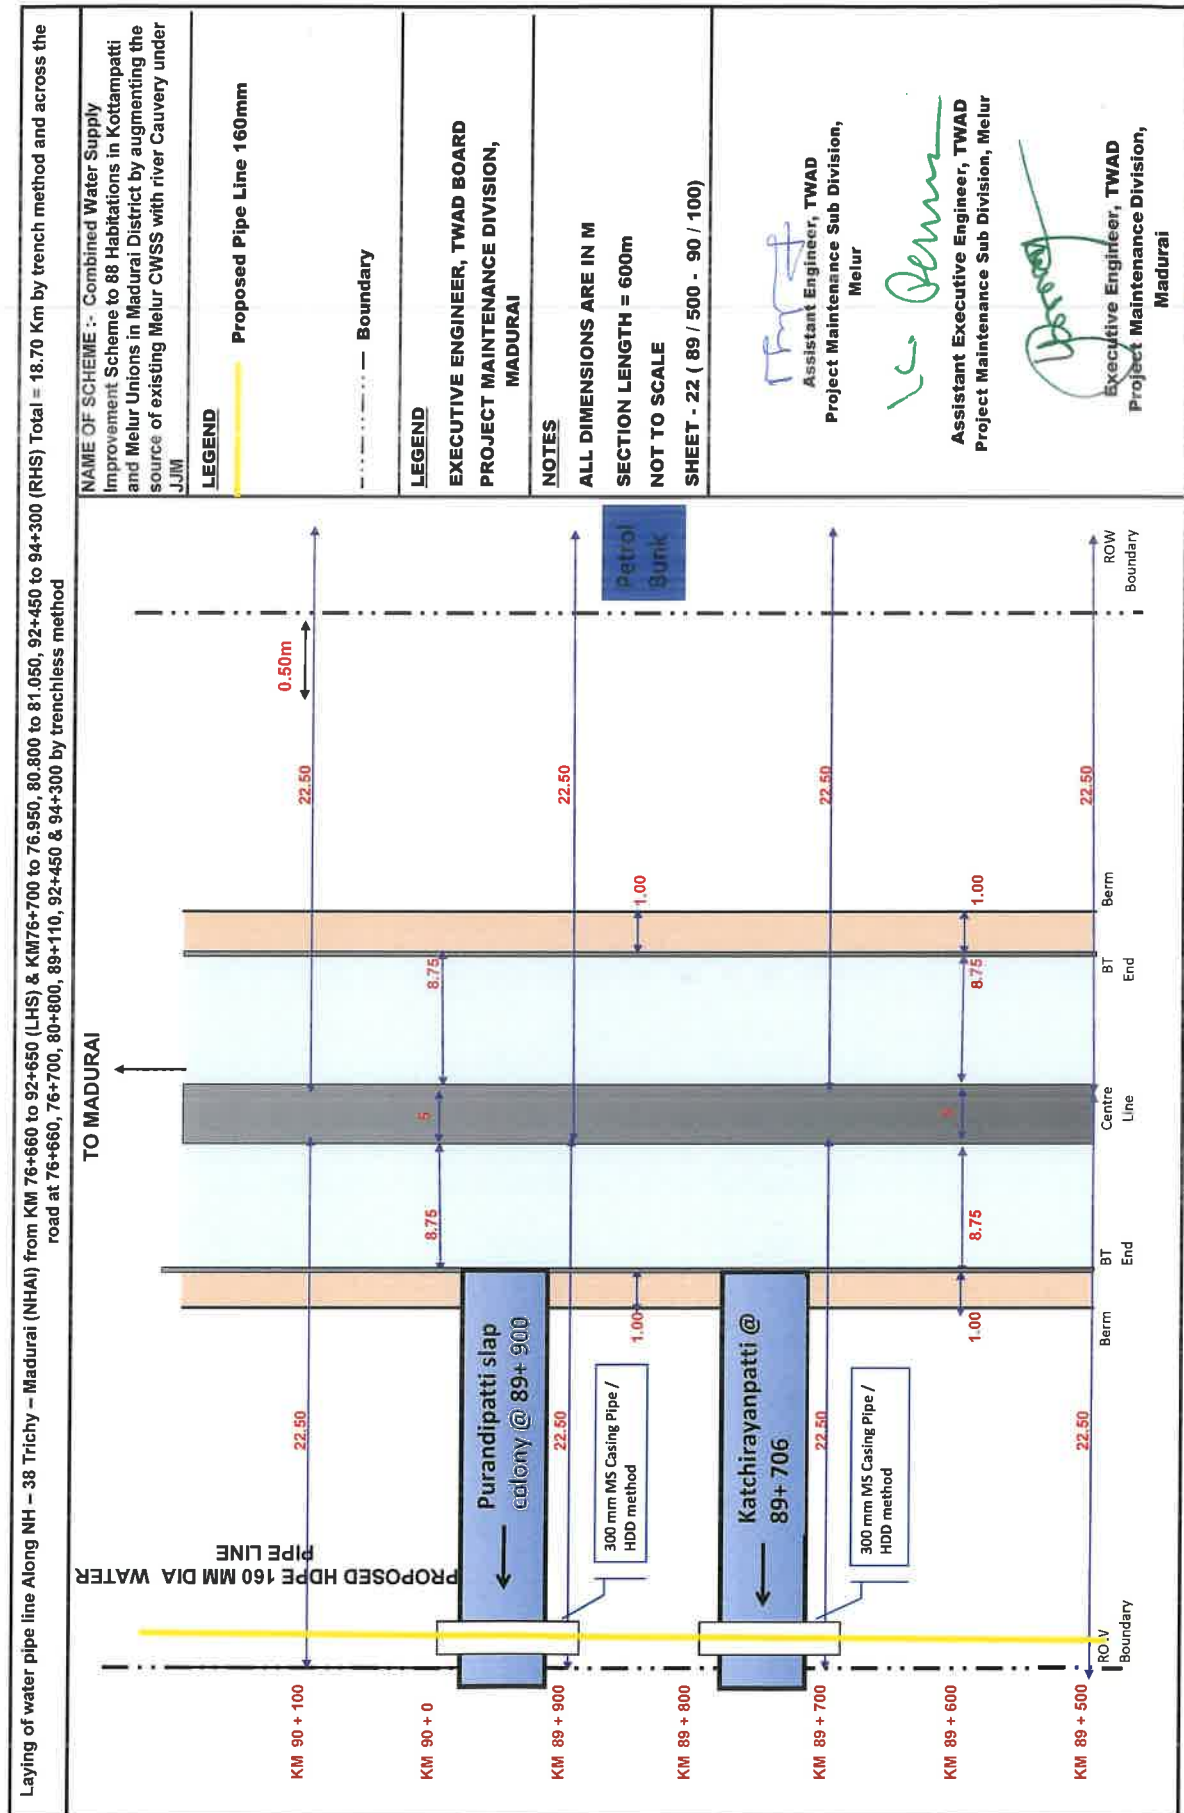 Laying of water pipe line Along NH – 38 Trichy – Madurai (NHAI) from KM 76+660 to 92+650 (LHS) & KM76+700 to 76.950, 80.800 to 81.050, 92+450 to 94+300 (RHS) Total = 18.70 Km by trench method and across the
road at 76+660, 76+700, 80+800, 89+110, 92+450 & 94+300 by trenchless method
TO MADURAI
PROPOSED HDPE 160 MM DIA WATER
PIPE LINE
KM 90 + 100
22.50
22.50
0.50m
KM 90 + 0
8.75
5
8.75
Purandipatti slap
colony @ 89+ 900
KM 89 + 900
22.50
22.50
300 mm MS Casing Pipe /
HDD method
1.00
1.00
Petrol
Bunk
KM 89 + 800
Katchirayanpatti @
89+ 706
KM 89 + 700
22.50
22.50
300 mm MS Casing Pipe /
HDD method
KM 89 + 600
1.00
8.75
8.75
1.00
KM 89 + 500
22.50
22.50
Boundary
Berm
BT
End
Centre
Line
BT
End
Berm
ROW
Boundary
NAME OF SCHEME :- Combined Water Supply
Improvement Scheme to 88 Habitations in Kottampatti
and Melur Unions in Madurai District by augmenting the
source of existing Melur CWSS with river Cauvery under
JJM
LEGEND
Proposed Pipe Line 160mm
Boundary
LEGEND
EXECUTIVE ENGINEER, TWAD BOARD
PROJECT MAINTENANCE DIVISION,
MADURAI
NOTES
ALL DIMENSIONS ARE IN M
SECTION LENGTH = 600m
NOT TO SCALE
SHEET - 22 ( 89 / 500 - 90 / 100)
Assistant Engineer, TWAD
Project Maintenance Sub Division,
Melur
Assistant Executive Engineer, TWAD
Project Maintenance Sub Division, Melur
Executive Engineer, TWAD
Project Maintenance Division,
Madurai